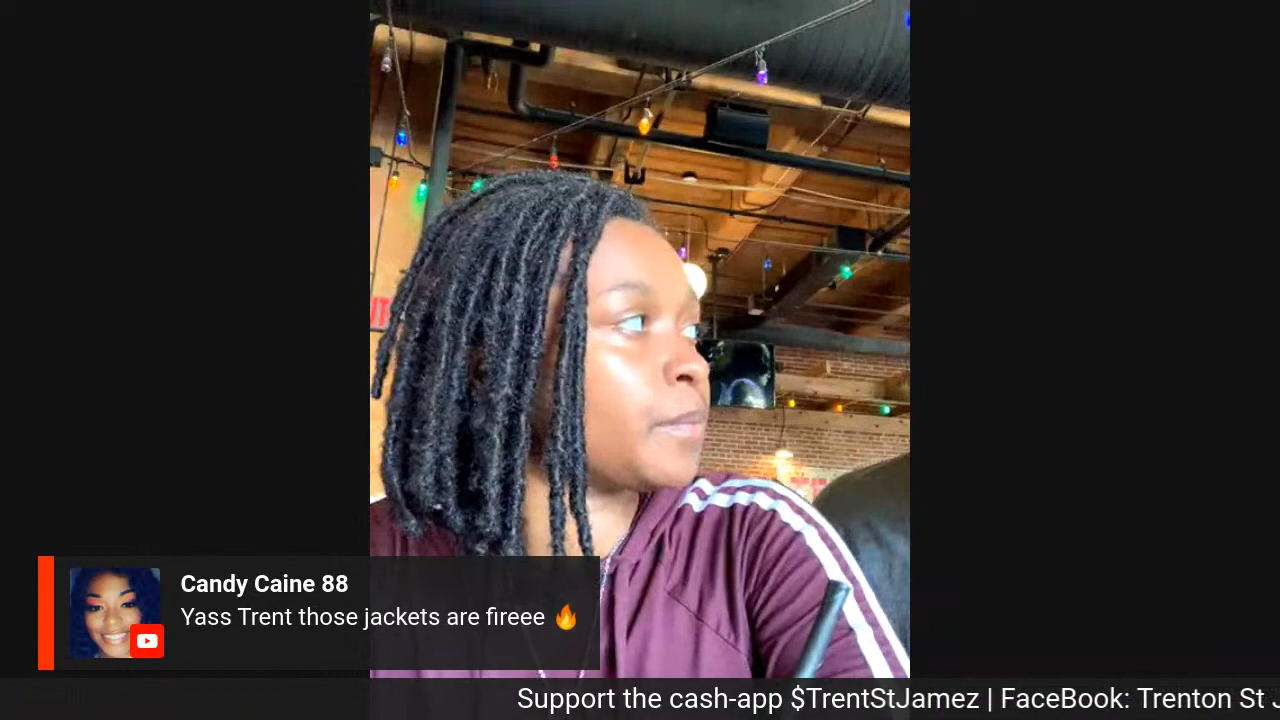 Candy Caine 88
Yass Trent those jackets are fireee 🔥
Support the cash-app $TrentStJamez | FaceBook: Trenton St J